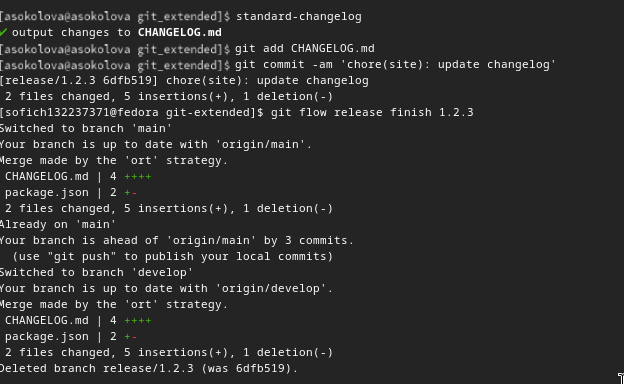 [asokolova@asokolova git_extended]$ standard-changelog
✔ output changes to CHANGELOG.md
[asokolova@asokolova git_extended]$ git add CHANGELOG.md
[asokolova@asokolova git_extended]$ git commit -am 'chore(site): update changelog'
[release/1.2.3 6dfb519] chore(site): update changelog
 2 files changed, 5 insertions(+), 1 deletion(-)
[sofich132237371@fedora git-extended]$ git flow release finish 1.2.3
Switched to branch 'main'
Your branch is up to date with 'origin/main'.
Merge made by the 'ort' strategy.
 CHANGELOG.md | 4 ++++
 package.json | 2 +-
 2 files changed, 5 insertions(+), 1 deletion(-)
Already on 'main'
Your branch is ahead of 'origin/main' by 3 commits.
  (use "git push" to publish your local commits)
Switched to branch 'develop'
Your branch is up to date with 'origin/develop'.
Merge made by the 'ort' strategy.
 CHANGELOG.md | 4 ++++
 package.json | 2 +-
 2 files changed, 5 insertions(+), 1 deletion(-)
Deleted branch release/1.2.3 (was 6dfb519).